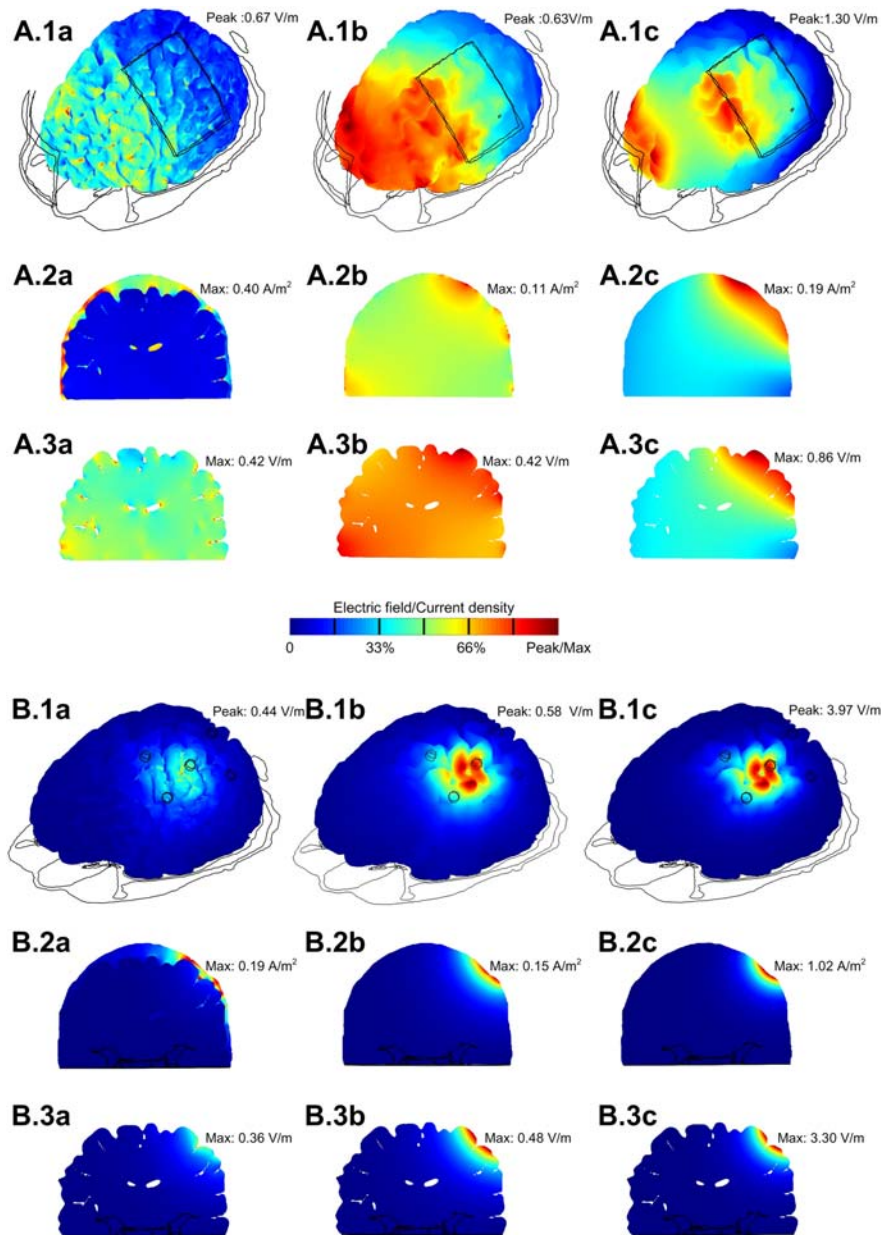 A.1a
Peak :0.67 V/m
A.1b
Peak :0.63V/m
A.1c
Peak:1.30 V/m
A.2a
Max: 0.40 A/m²
A.2b
Max: 0.11 A/m²
A.2c
Max: 0.19 A/m²
A.3a
Max: 0.42 V/m
A.3b
Max: 0.42 V/m
A.3c
Max: 0.86 V/m
Electric field/Current density
0 33% 66% Peak/Max
B.1a
Peak: 0.44 V/m
B.1b
Peak: 0.58 V/m
B.1c
Peak: 3.97 V/m
B.2a
Max: 0.19 A/m²
B.2b
Max: 0.15 A/m²
B.2c
Max: 1.02 A/m²
B.3a
Max: 0.36 V/m
B.3b
Max: 0.48 V/m
B.3c
Max: 3.30 V/m